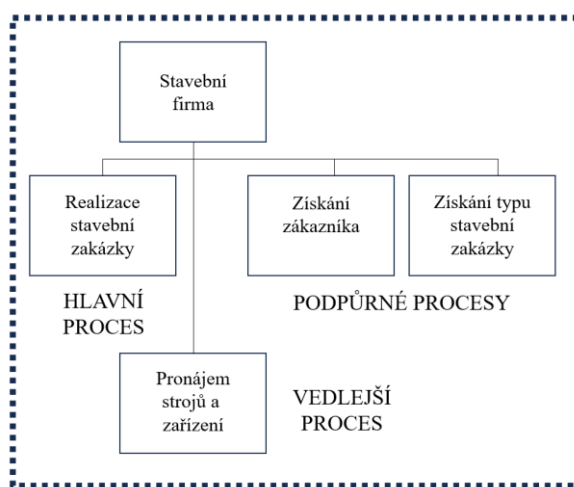 Stavební
firma
Realizace
stavební
zakázky
Získání
zákazníka
Získání typu
stavební
zakázky
HLAVNÍ
PROCES
PODPŮRNÉ PROCESY
Pronájem
strojů a
zařízení
VEDLEJŠÍ
PROCES